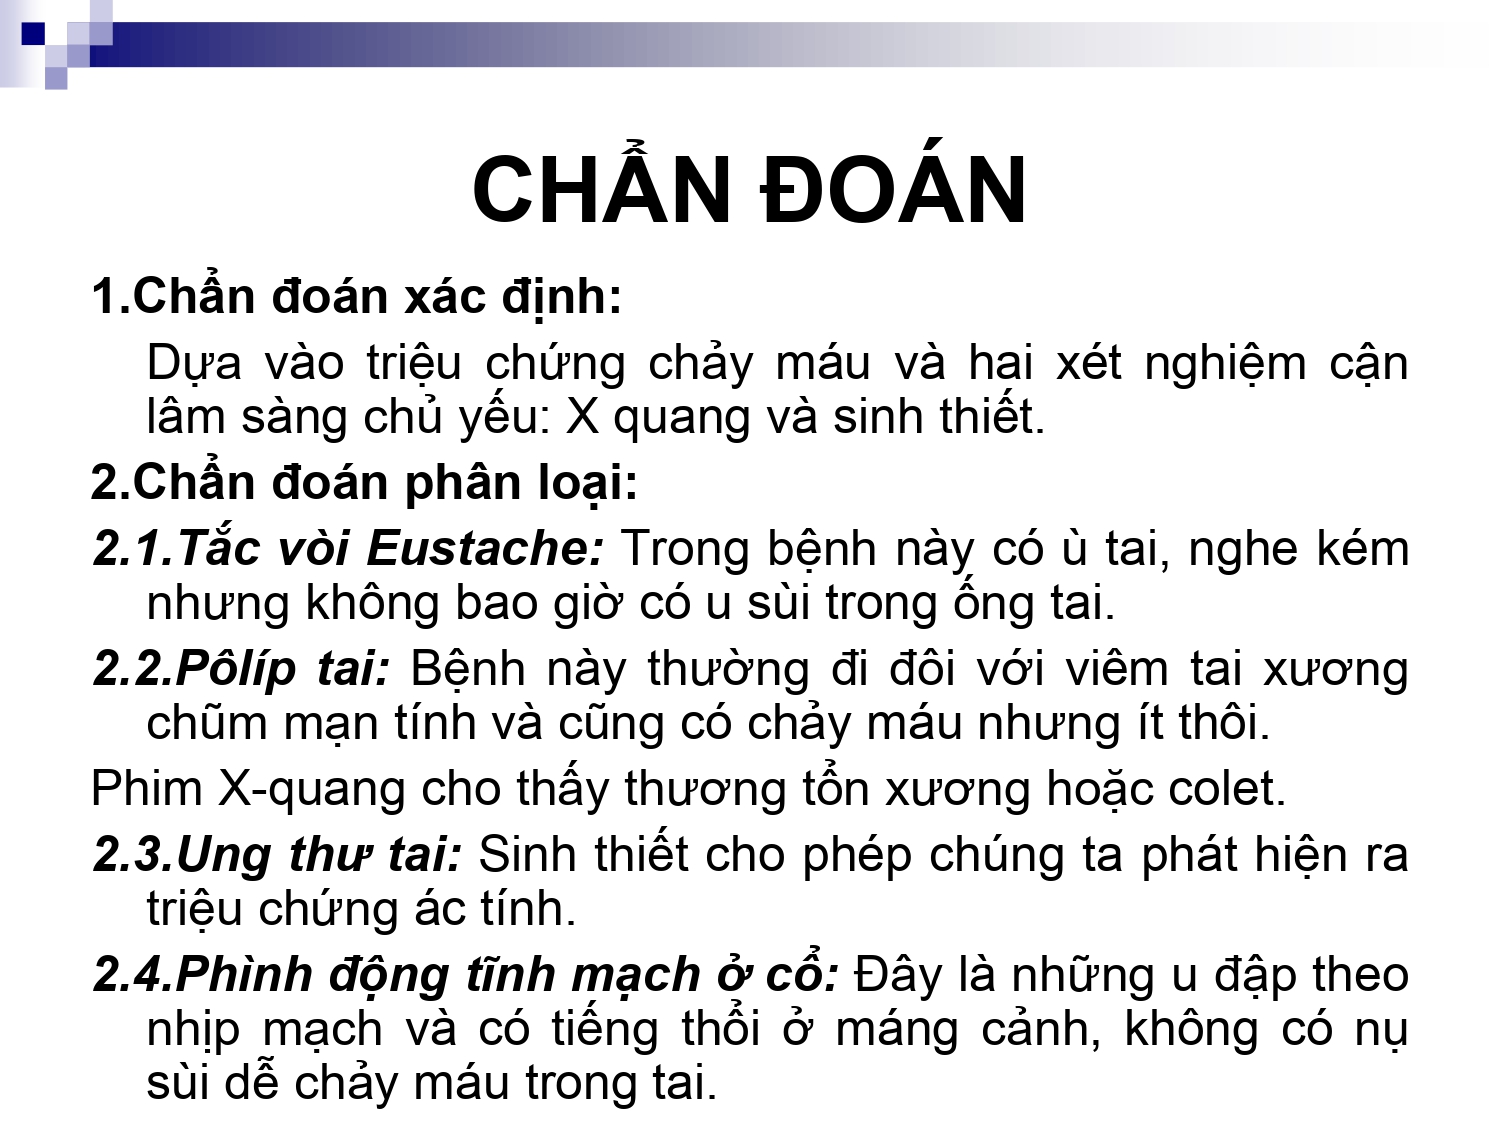 CHẨN ĐOÁN
1.Chẩn đoán xác định:
Dựa vào triệu chứng chảy máu và hai xét nghiệm cận
lâm sàng chủ yếu: X quang và sinh thiết.
2.Chẩn đoán phân loại:
2.1.Tắc vòi Eustache: Trong bệnh này có ù tai, nghe kém
nhưng không bao giờ có u sùi trong ống tai.
2.2.Pôlíp tai: Bệnh này thường đi đôi với viêm tai xương
chũm mạn tính và cũng có chảy máu nhưng ít thôi.
Phim X-quang cho thấy thương tổn xương hoặc colet.
2.3.Ung thư tai: Sinh thiết cho phép chúng ta phát hiện ra
triệu chứng ác tính.
2.4.Phình động tĩnh mạch ở cổ: Đây là những u đập theo
nhịp mạch và có tiếng thổi ở máng cảnh, không có nụ
sùi dễ chảy máu trong tai.